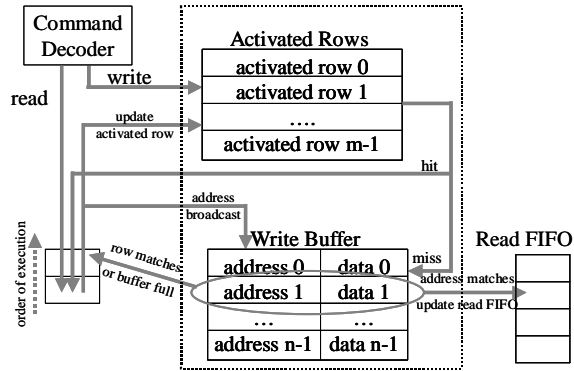 Command
Decoder
Activated Rows
activated row 0
activated row 1
....
activated row m-1
write
read
update
activated row
hit
address
broadcast
order of execution
row matches
or buffer full
Write Buffer
address 0 data 0
address 1 data 1
... ...
address n-1 data n-1
miss
Read FIFO
address matches
update read FIFO